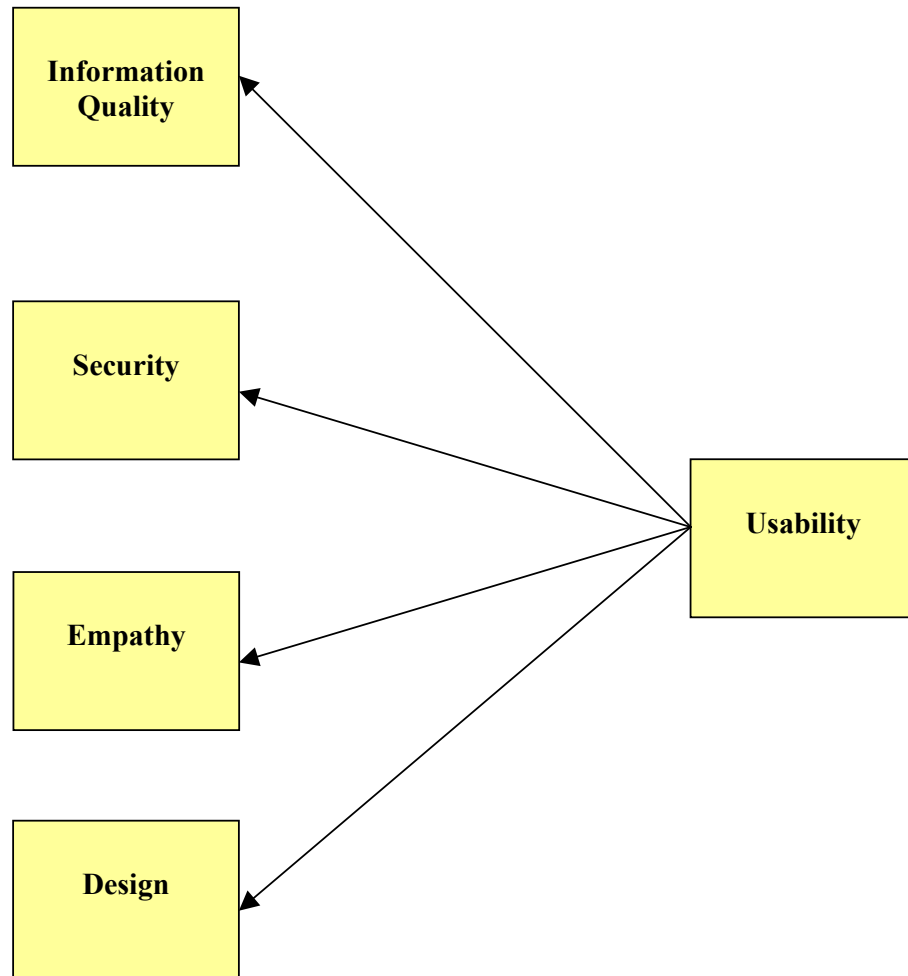 Information
Quality
Security
Usability
Empathy
Design